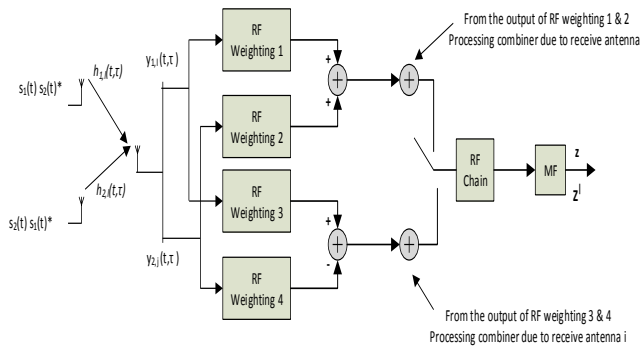 From the output of RF weighting 1 & 2
Processing combiner due to receive antenna
y1,i(t,τ)
RF
Weighting 1
+
+
s1(t) s2(t)*
h1,i(t,τ)
RF
Weighting 2
RF
Chain
MF
z
z|
h2,i(t,τ)
RF
Weighting 3
+
-
s2(t) s1(t)*
y2,j(t,τ)
RF
Weighting 4
From the output of RF weighting 3 & 4
Processing combiner due to receive antenna i